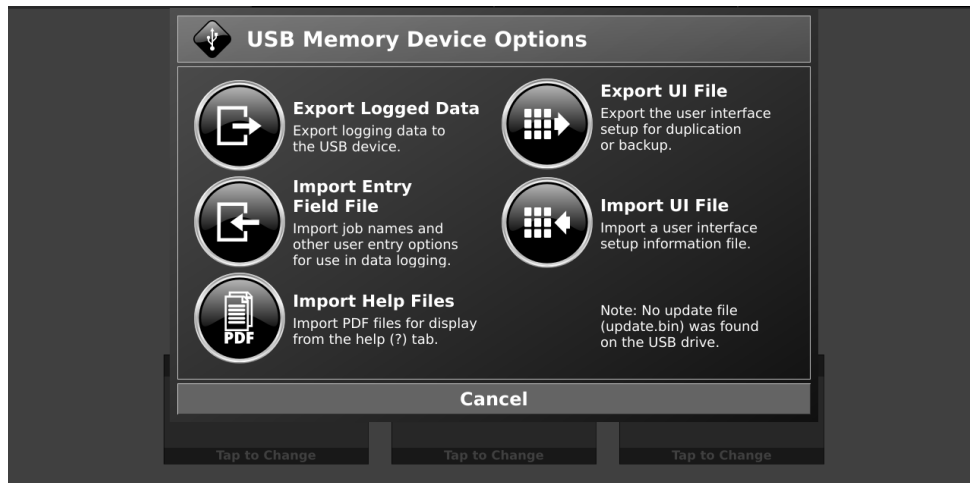 USB Memory Device Options
Export Logged Data
Export logging data to
the USB device.
Import Entry
Field File
Import job names and
other user entry options
for use in data logging.
PDF
Import Help Files
Import PDF files for display
from the help (?) tab.
Export UI File
Export the user interface
setup for duplication
or backup.
Import UI File
Import a user interface
setup information file.
Note: No update file
(update.bin) was found
on the USB drive.
Cancel
Tap to Change
Tap to Change
Tap to Change